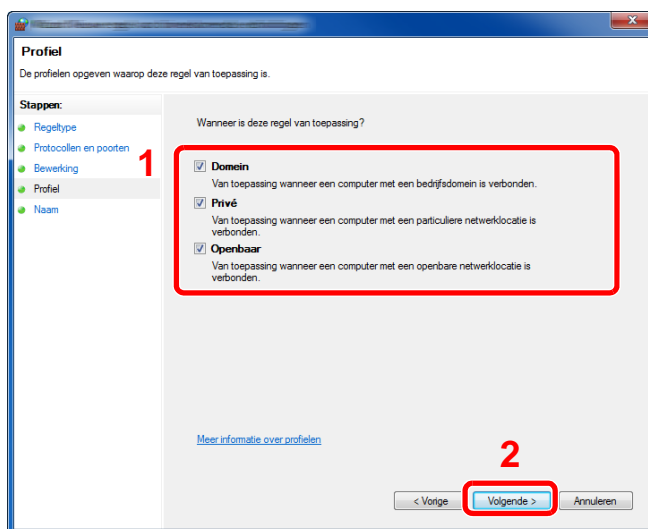 Profiel
De profielen opgeven waarop deze regel van toepassing is.
Stappen:
Regeltype
Protocollen en poorten
Bewerking
Profiel
Naam
1
Wanneer is deze regel van toepassing?
Domein
Van toepassing wanneer een computer met een bedrijfsdomein is verbonden.
Privé
Van toepassing wanneer een computer met een particuliere netwerklocatie is
verbonden.
Openbaar
Van toepassing wanneer een computer met een openbare netwerklocatie is
verbonden.
Meer informatie over profielen
2
< Vorige
Volgende >
Annuleren